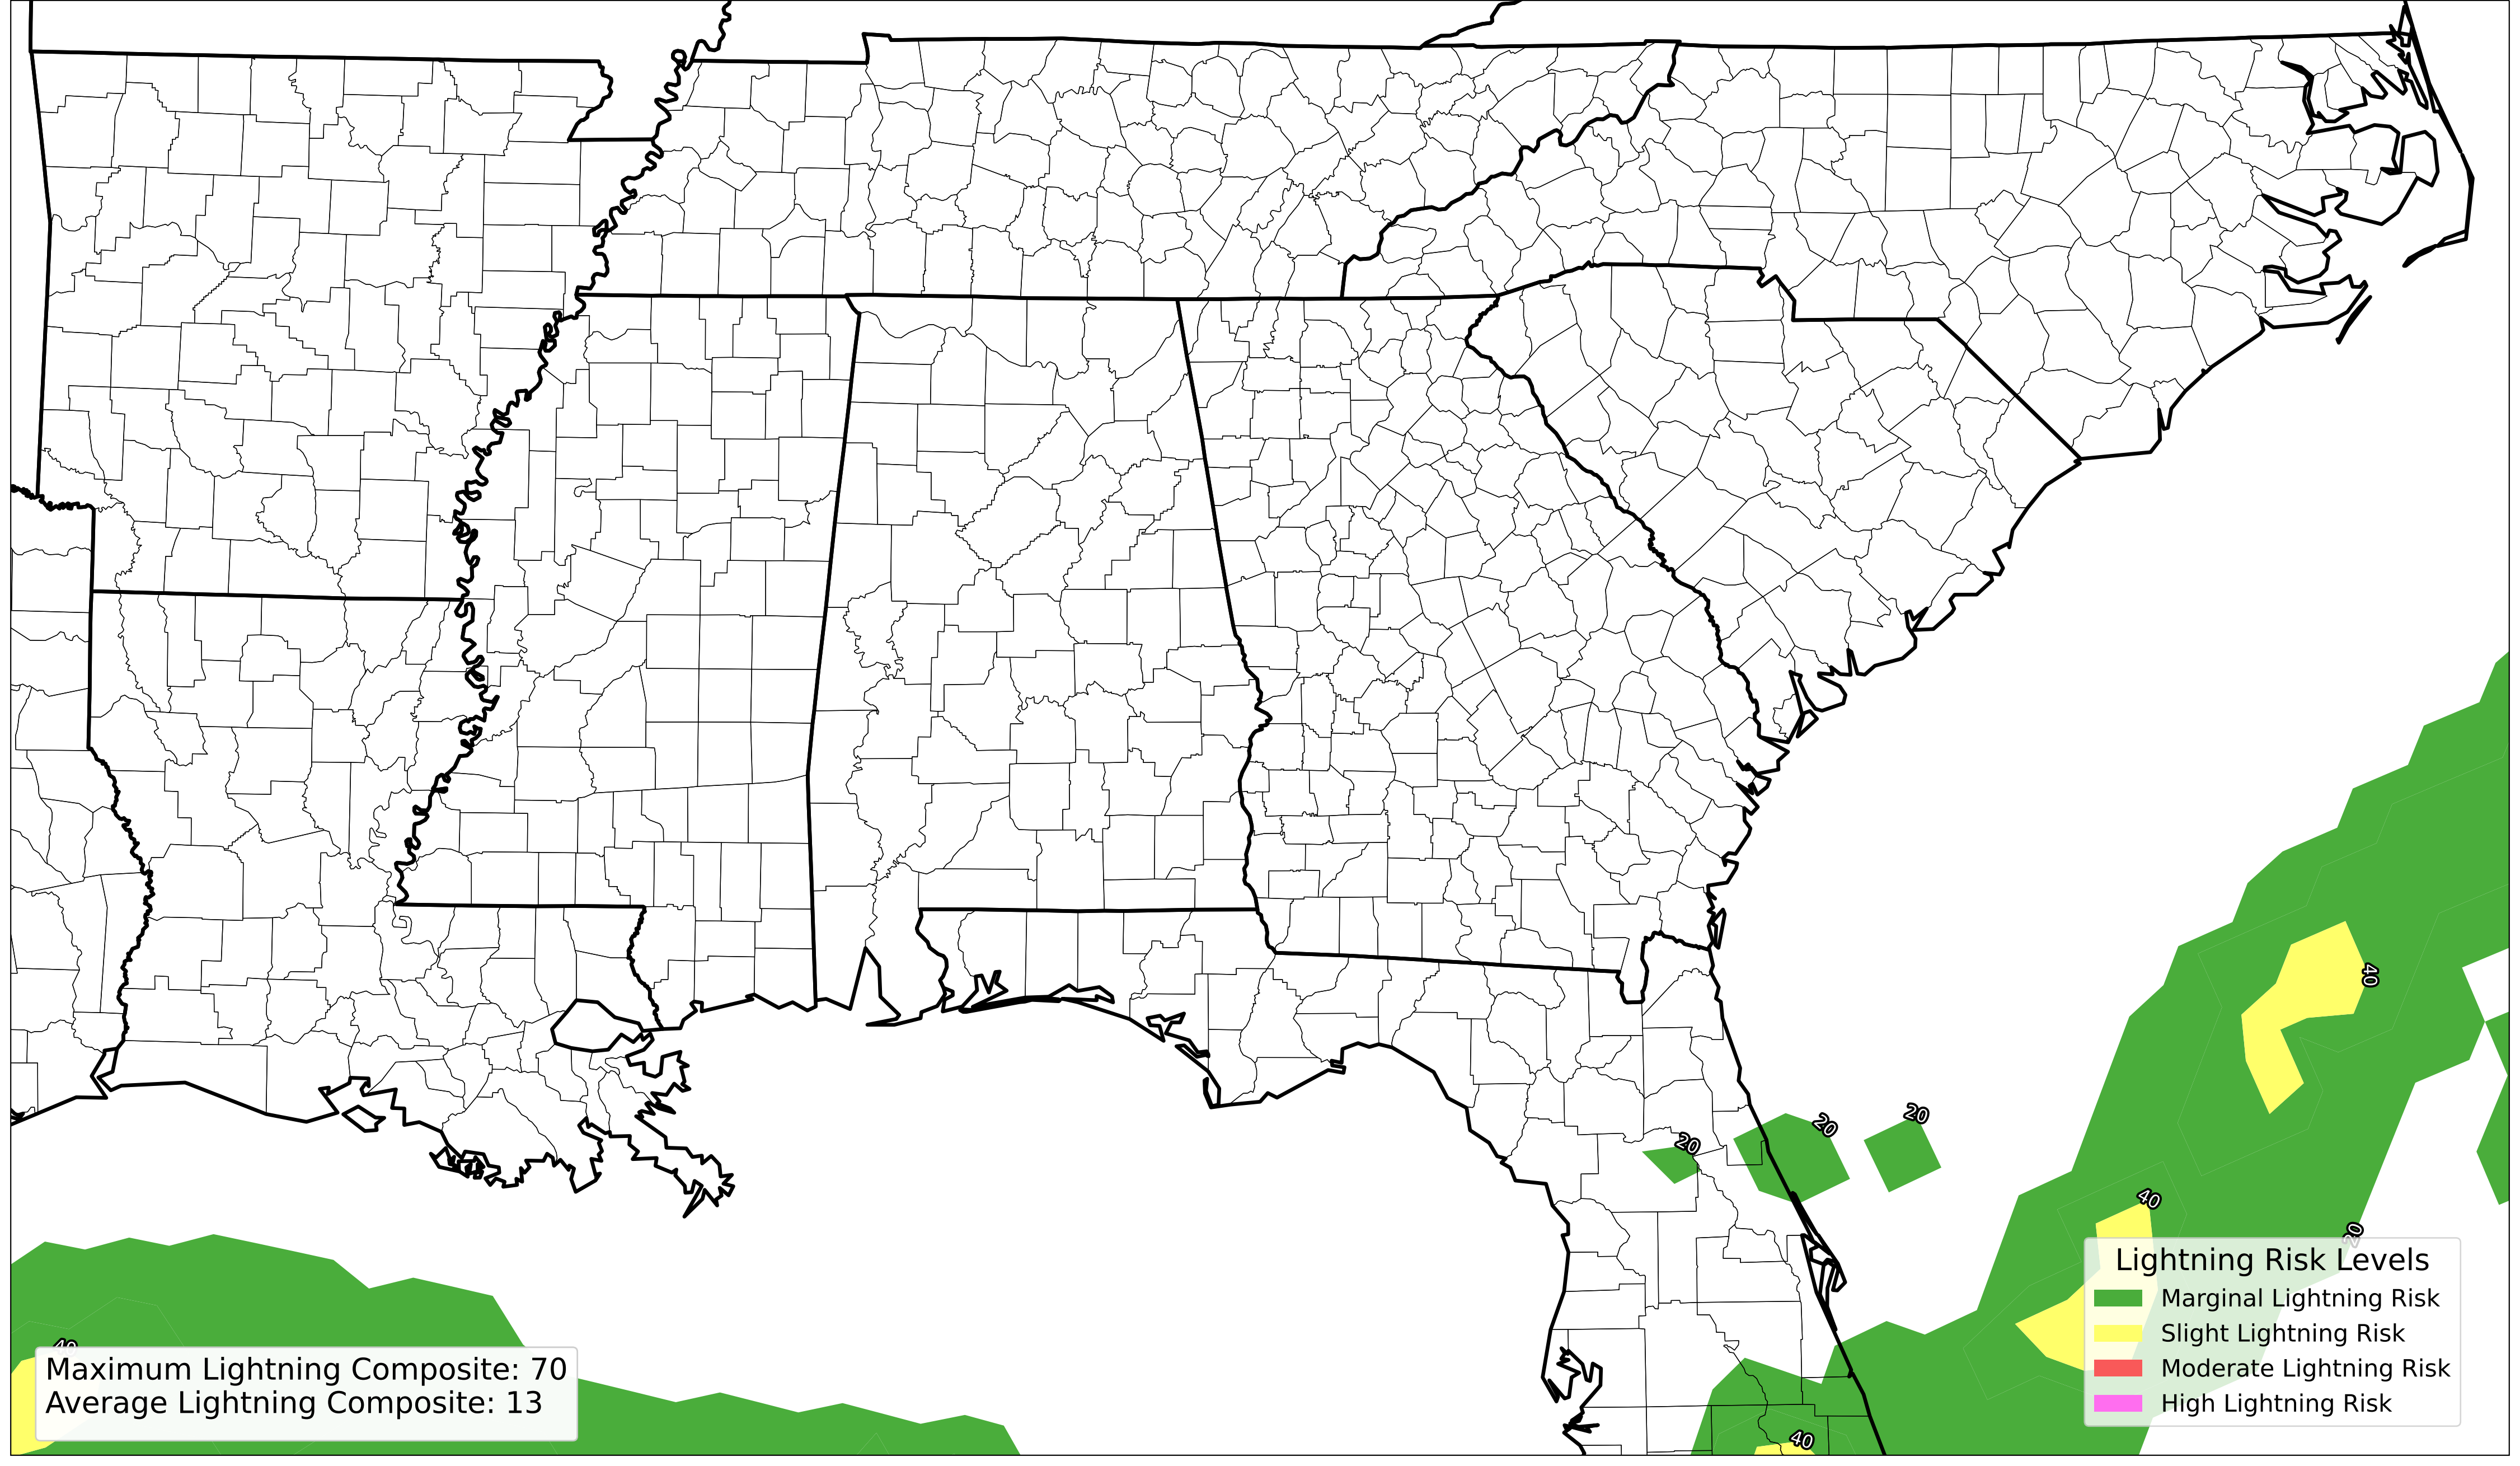 40
20
20
20
40
20
Lightning Risk Levels
Marginal Lightning Risk
Slight Lightning Risk
Moderate Lightning Risk
High Lightning Risk
40
Maximum Lightning Composite: 70
Average Lightning Composite: 13
40